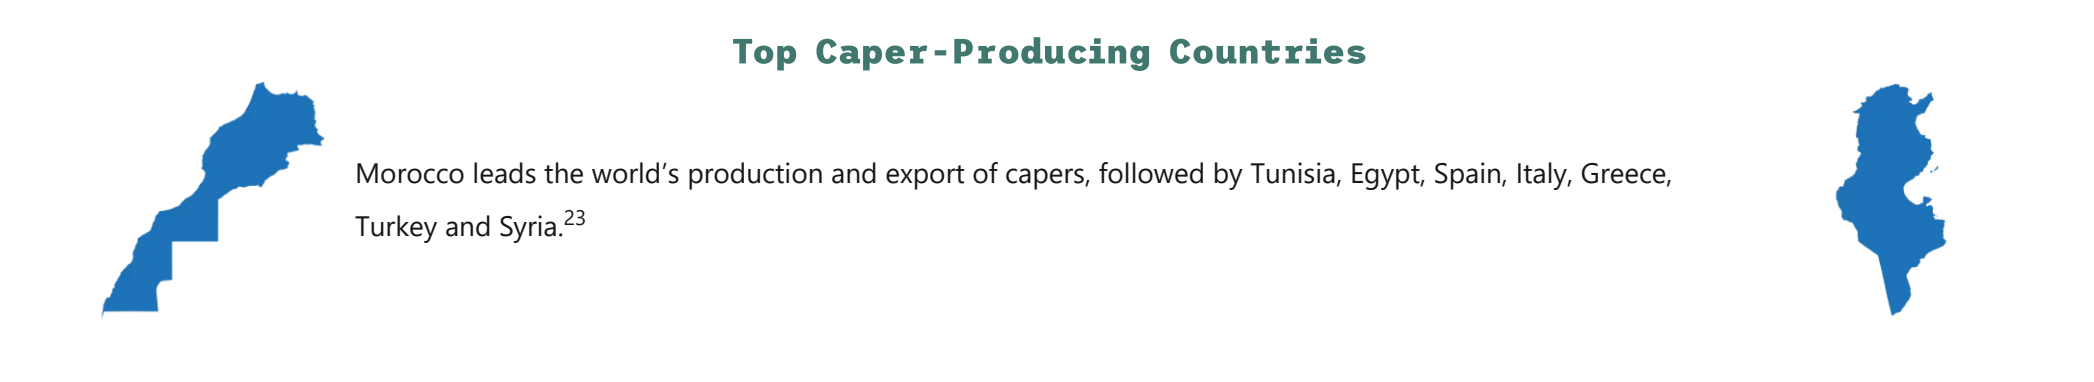 Top Caper-Producing Countries
Morocco leads the world’s production and export of capers, followed by Tunisia, Egypt, Spain, Italy, Greece,
Turkey and Syria.23